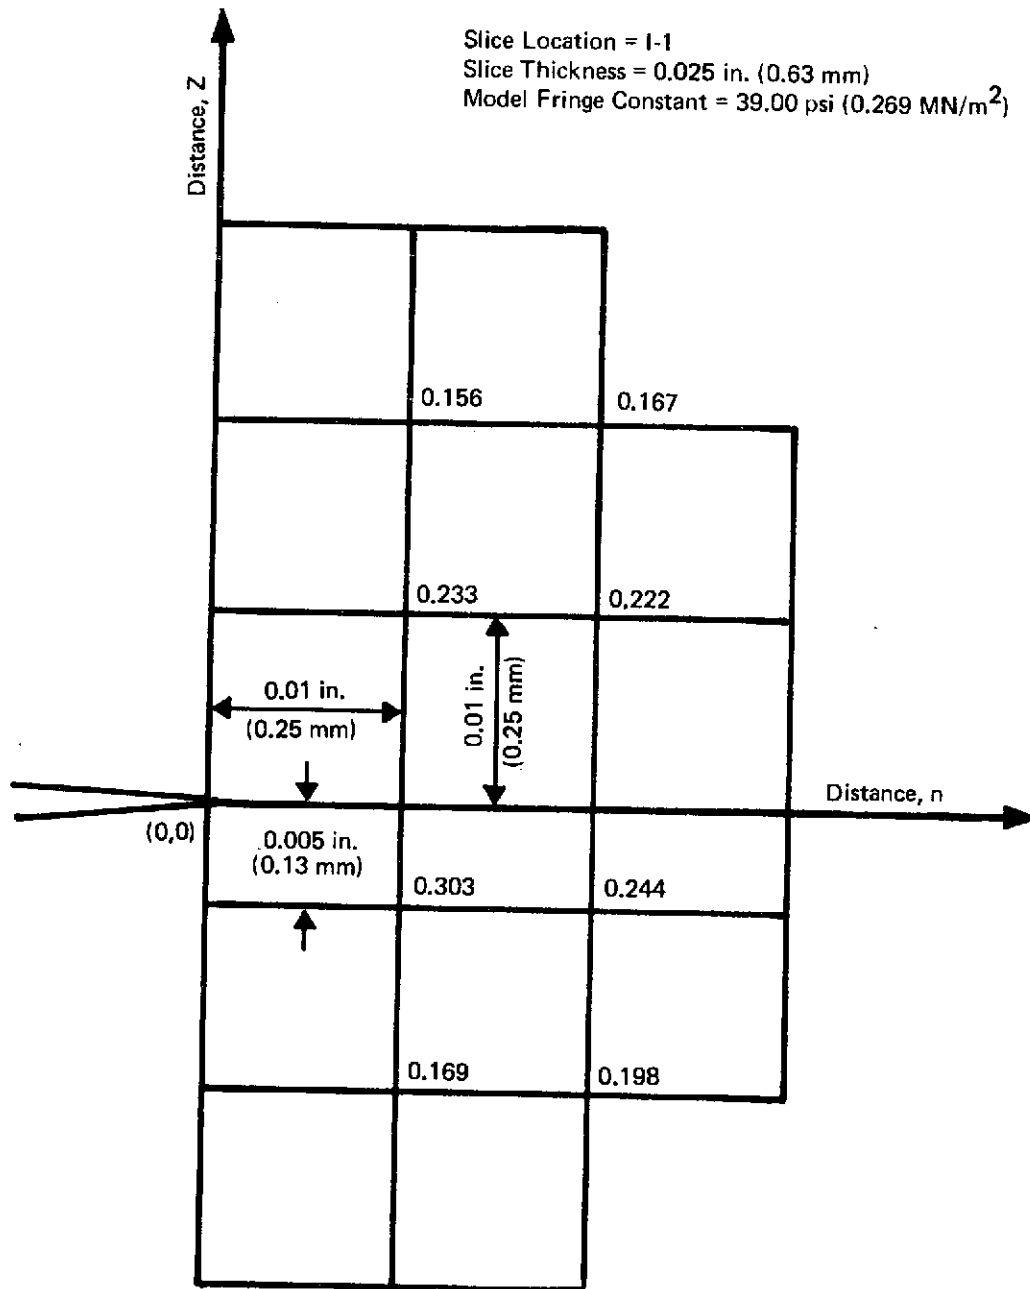 Slice Location = I-1
Slice Thickness = 0.025 in. (0.63 mm)
Model Fringe Constant = 39.00 psi (0.269 MN/m²)
Distance, Z
0.156
0.167
0.233
0.222
0.01 in.
(0.25 mm)
0.01 in.
(0.25 mm)
Distance, n
(0,0)
0.005 in.
(0.13 mm)
0.303
0.244
0.169
0.198